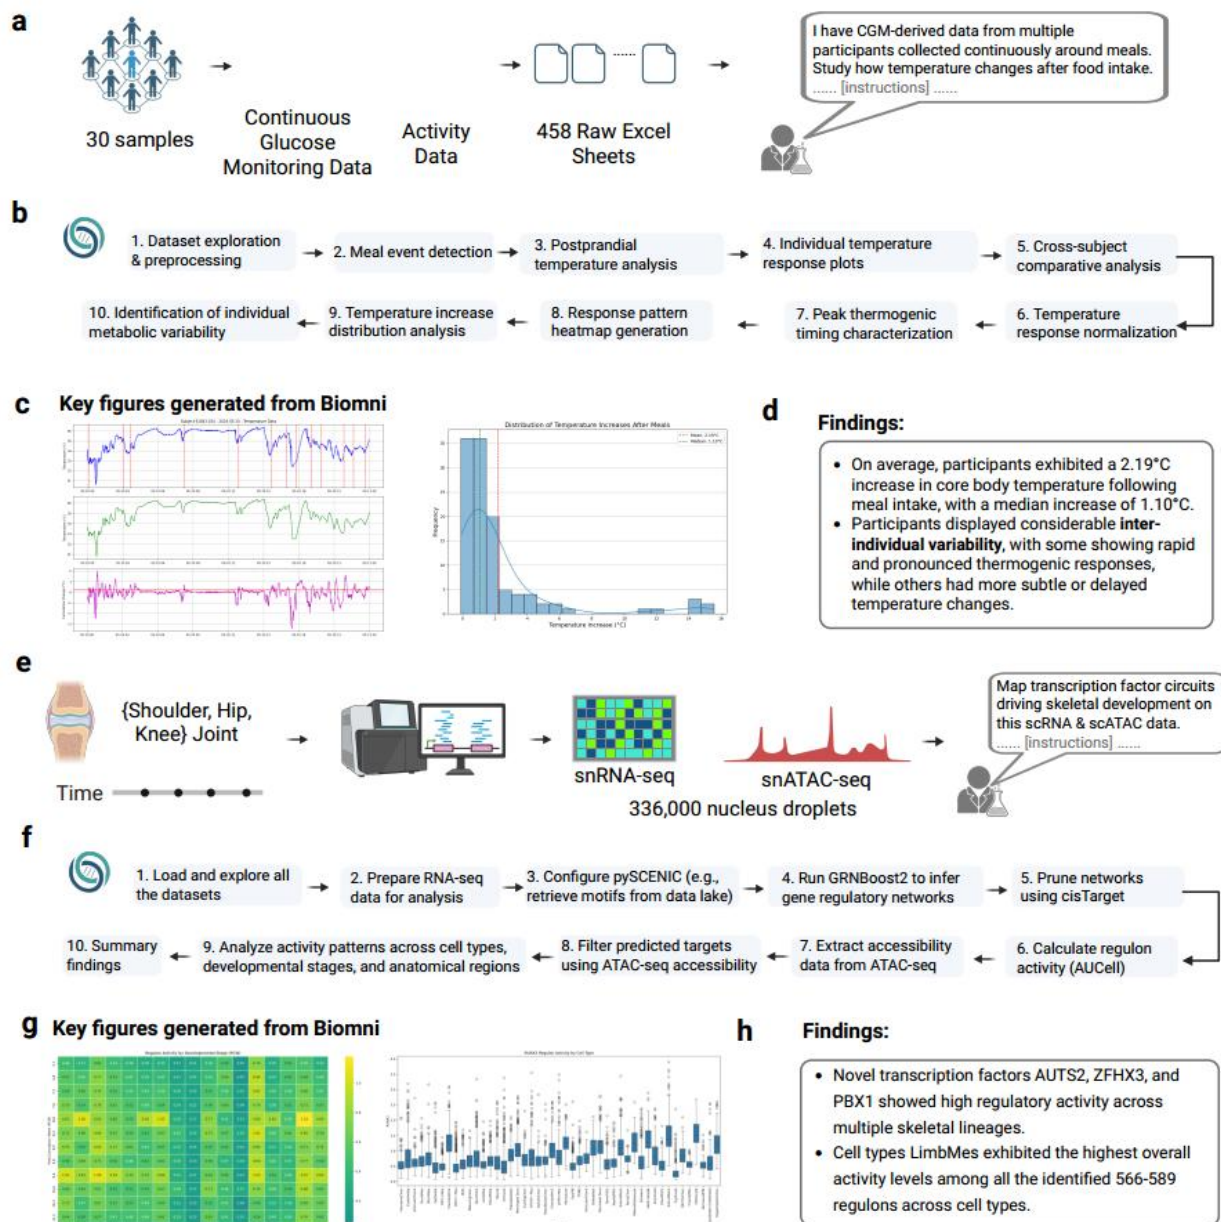 a
30 samples
Continuous
Glucose
Monitoring Data
Activity
Data
......
458 Raw Excel
Sheets
I have CGM-derived data from multiple
participants collected continuously around meals.
Study how temperature changes after food intake.
...... [instructions] ......
b
1. Dataset exploration
& preprocessing
2. Meal event detection
3. Postprandial
temperature analysis
4. Individual temperature
response plots
5. Cross-subject
comparative analysis
10. Identification of individual
metabolic variability
9. Temperature increase
distribution analysis
8. Response pattern
heatmap generation
7. Peak thermogenic
timing characterization
6. Temperature
response normalization
c
Key figures generated from Biomni
Distribution of Temperature Increases After Meals
Frequency
Temperature Increase (°C)
d
Findings:
• On average, participants exhibited a 2.19°C
increase in core body temperature following
meal intake, with a median increase of 1.10°C.
• Participants displayed considerable inter-
individual variability, with some showing rapid
and pronounced thermogenic responses,
while others had more subtle or delayed
temperature changes.
e
{Shoulder, Hip,
Knee} Joint
Time
snRNA-seq
snATAC-seq
336,000 nucleus droplets
Map transcription factor circuits
driving skeletal development on
this scRNA & scATAC data.
...... [instructions] ......
f
1. Load and explore all
the datasets
2. Prepare RNA-seq
data for analysis
3. Configure pySCENIC (e.g.,
retrieve motifs from data lake)
4. Run GRNBoost2 to infer
gene regulatory networks
5. Prune networks
using cisTarget
10. Summary
findings
9. Analyze activity patterns across cell types,
developmental stages, and anatomical regions
8. Filter predicted targets
using ATAC-seq accessibility
7. Extract accessibility
data from ATAC-seq
6. Calculate regulon
activity (AUCell)
g
Key figures generated from Biomni
h
Findings:
• Novel transcription factors AUTS2, ZFHX3, and
PBX1 showed high regulatory activity across
multiple skeletal lineages.
• Cell types LimbMes exhibited the highest overall
activity levels among all the identified 566-589
regulons across cell types.